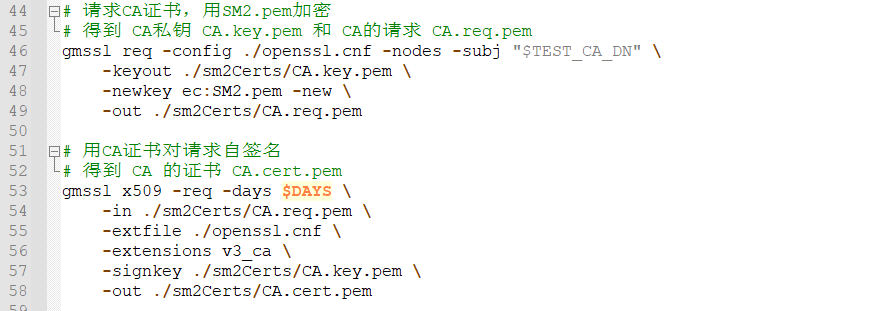 44 # 请求CA证书，用SM2.pem加密
45 # 得到 CA私钥 CA.key.pem 和 CA的请求 CA.req.pem
46 gmssl req -config ./openssl.cnf -nodes -subj "$TEST_CA_DN" \
47 -keyout ./sm2Certs/CA.key.pem \
48 -newkey ec:SM2.pem -new \
49 -out ./sm2Certs/CA.req.pem
50
51 # 用CA证书对请求自签名
52 # 得到 CA 的证书 CA.cert.pem
53 gmssl x509 -req -days $DAYS \
54 -in ./sm2Certs/CA.req.pem \
55 -extfile ./openssl.cnf \
56 -extensions v3_ca \
57 -signkey ./sm2Certs/CA.key.pem \
58 -out ./sm2Certs/CA.cert.pem
59